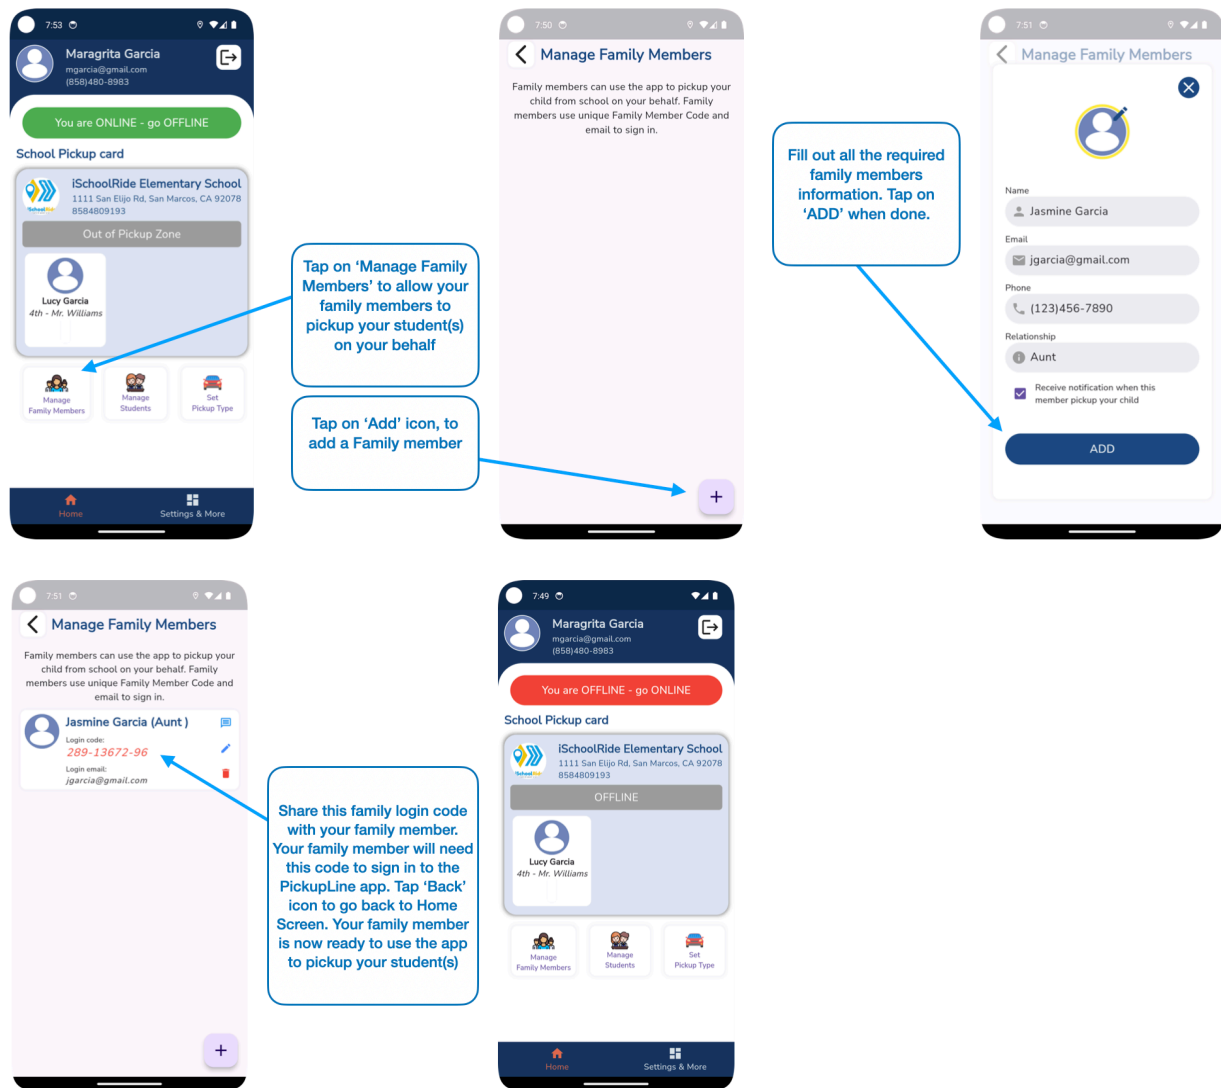 7:53
Maragrita Garcia
mgarcia@gmail.com
(858)480-8983
You are ONLINE - go OFFLINE
School Pickup card
iSchoolRide Elementary School
1111 San Elijo Rd, San Marcos, CA 92078
8584809193
Out of Pickup Zone
Lucy Garcia
4th - Mr. Williams
Manage
Family Members
Manage
Students
Set
Pickup Type
Home
Settings & More
Tap on ‘Manage Family
Members’ to allow your
family members to
pickup your student(s)
on your behalf
Tap on ‘Add’ icon, to
add a Family member
7:50
Manage Family Members
Family members can use the app to pickup your
child from school on your behalf. Family
members use unique Family Member Code and
email to sign in.
+
Fill out all the required
family members
information. Tap on
‘ADD’ when done.
7:51
Manage Family Members
Name
Jasmine Garcia
Email
jgarcia@gmail.com
Phone
(123)456-7890
Relationship
Aunt
Receive notification when this
member pickup your child
ADD
7:51
Manage Family Members
Family members can use the app to pickup your
child from school on your behalf. Family
members use unique Family Member Code and
email to sign in.
Jasmine Garcia (Aunt )
Login code:
289-13672-96
Login email:
jgarcia@gmail.com
+
Share this family login code
with your family member.
Your family member will need
this code to sign in to the
PickupLine app. Tap ‘Back’
icon to go back to Home
Screen. Your family member
is now ready to use the app
to pickup your student(s)
7:49
Maragrita Garcia
mgarcia@gmail.com
(858)480-8983
You are OFFLINE - go ONLINE
School Pickup card
iSchoolRide Elementary School
1111 San Elijo Rd, San Marcos, CA 92078
8584809193
OFFLINE
Lucy Garcia
4th - Mr. Williams
Manage
Family Members
Manage
Students
Set
Pickup Type
Home
Settings & More